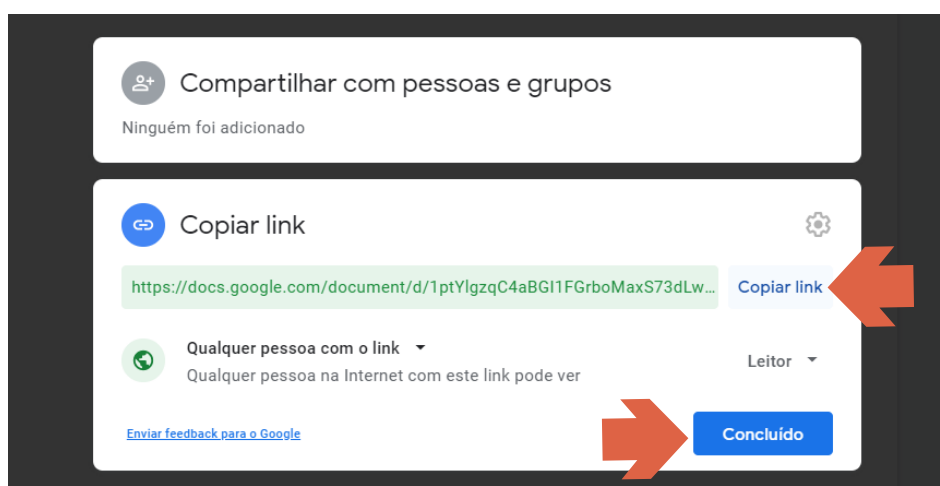 Compartilhar com pessoas e grupos
Ninguém foi adicionado
Copiar link
https://docs.google.com/document/d/1ptYlgzqC4aBGI1FGrboMaxS73dLw...
Copiar link
Qualquer pessoa com o link
Qualquer pessoa na Internet com este link pode ver
Leitor
Enviar feedback para o Google
Concluído